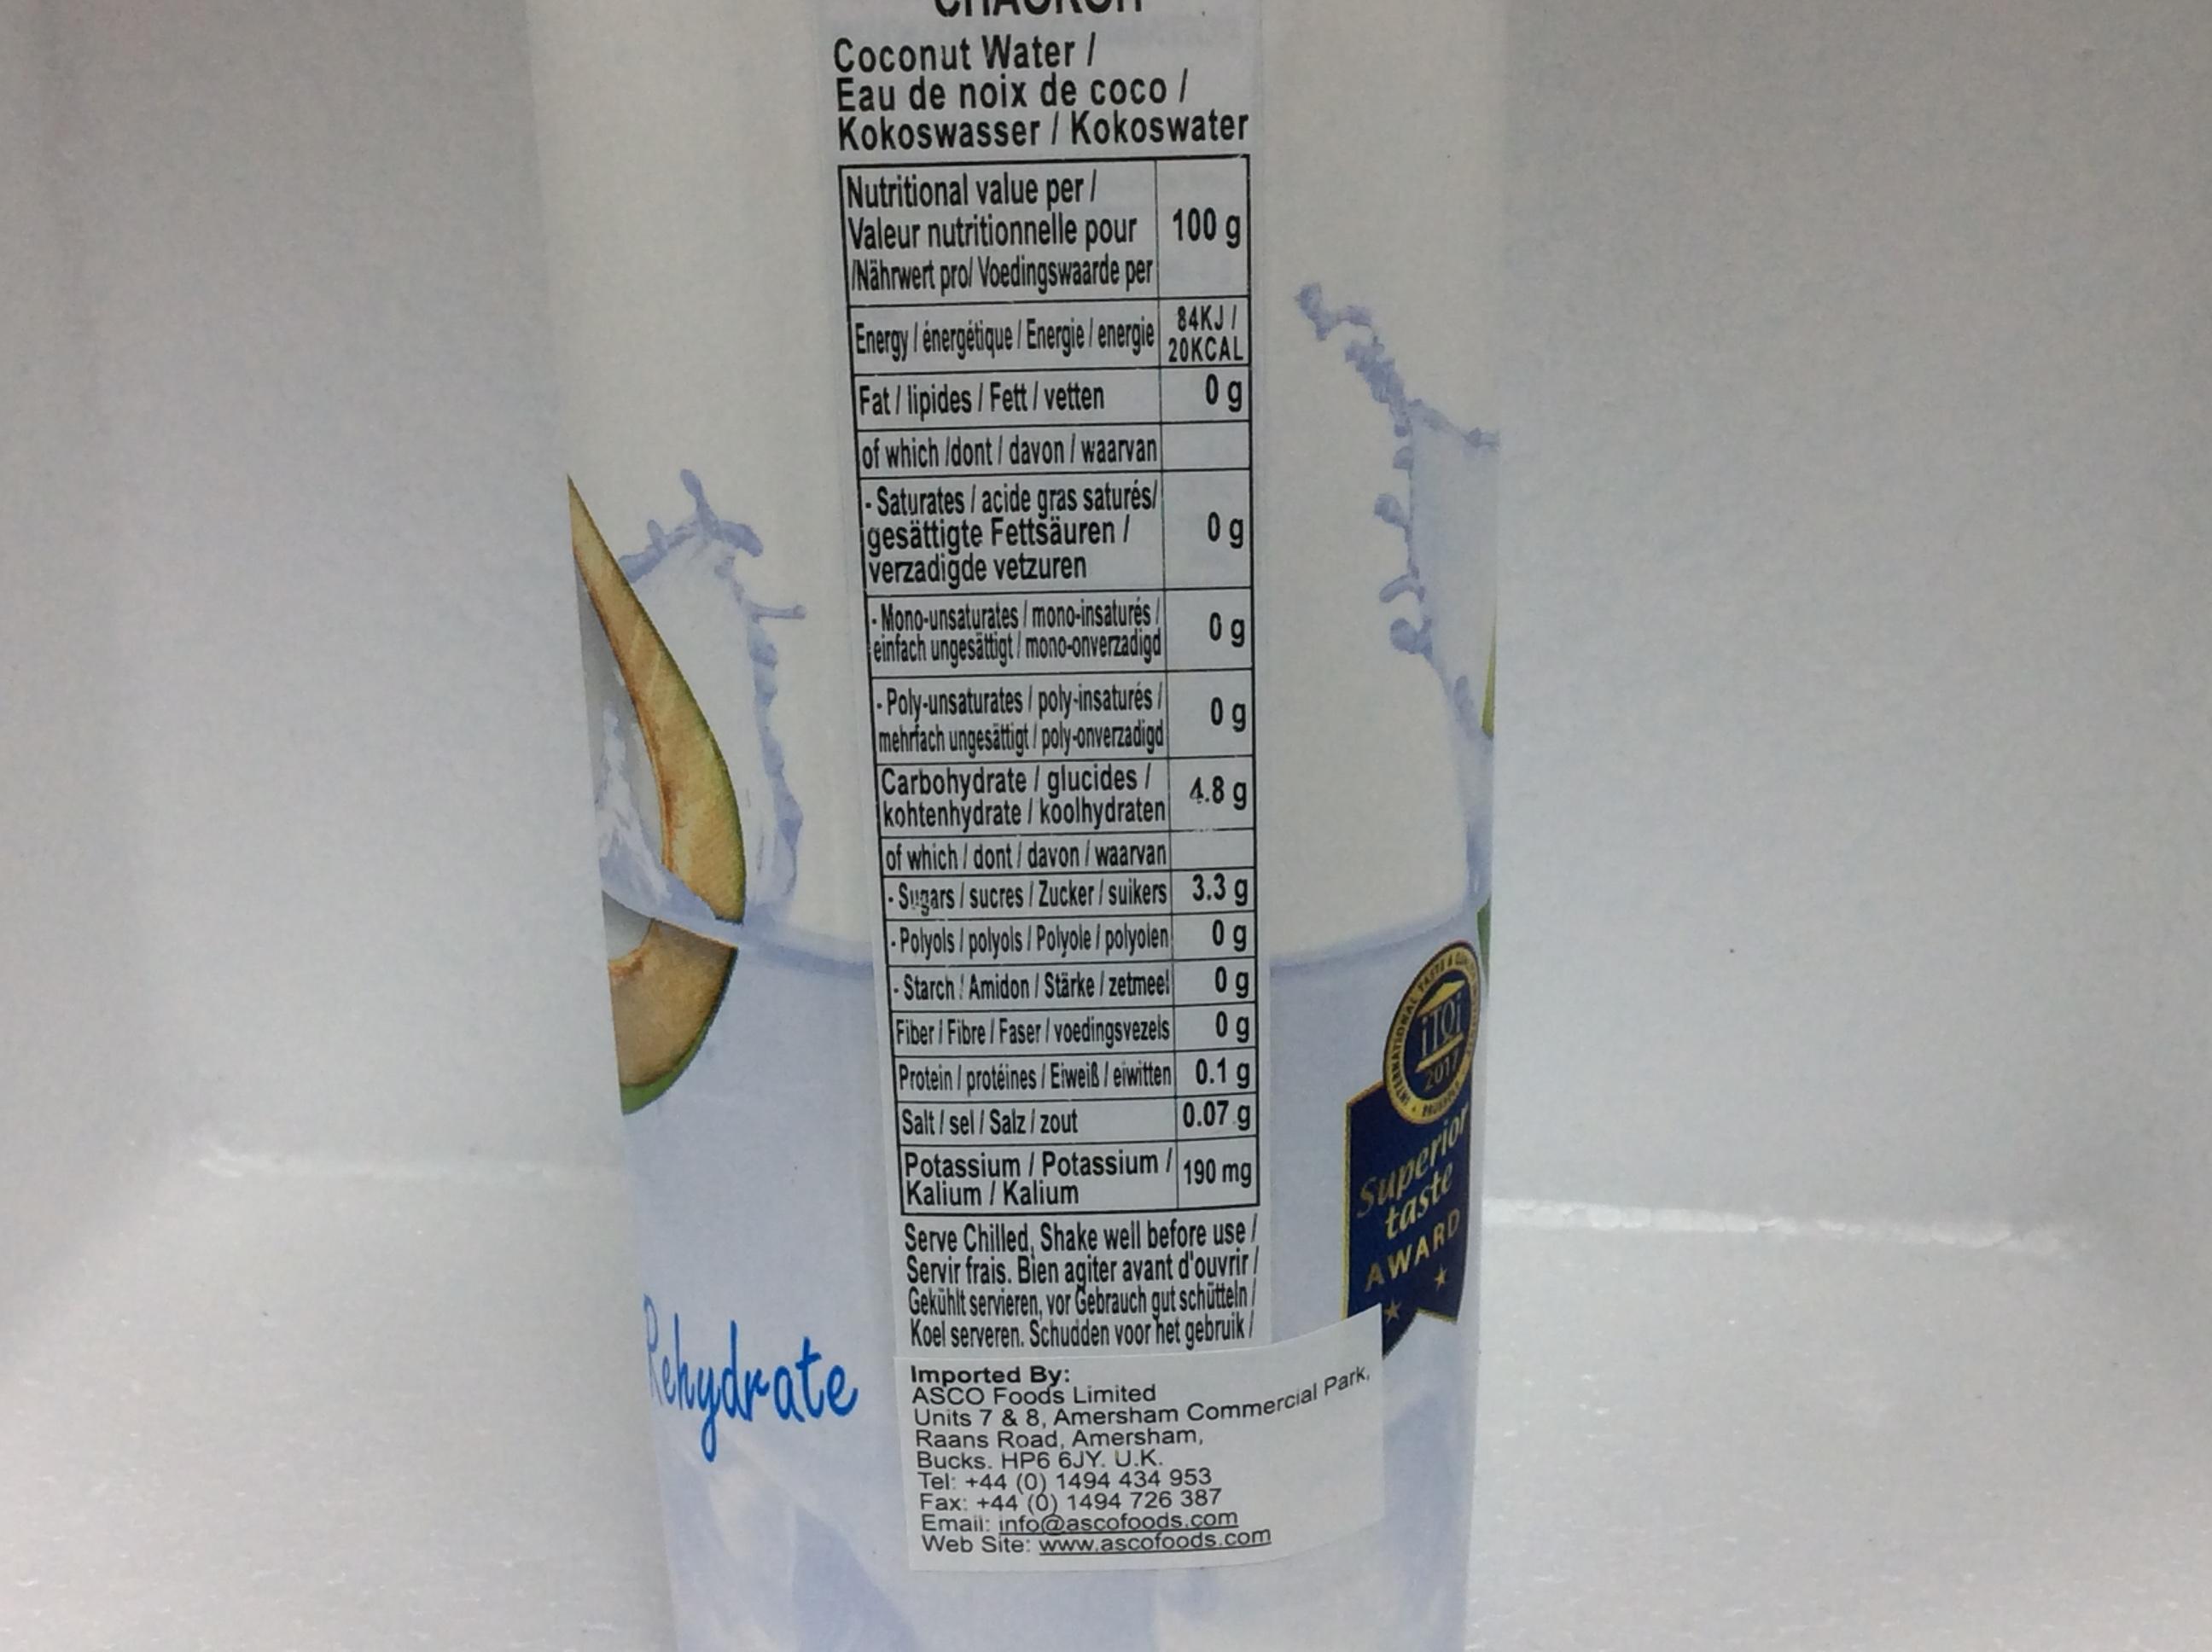 CHAOKOH
Coconut Water /
Eau de noix de coco /
Kokoswasser / Kokoswater
Nutritional value per /
Valeur nutritionnelle pour
/Nährwert pro/ Voedingswaarde per
100 g
Energy / énergétique / Energie / energie
84KJ /
20KCAL
Fat / lipides / Fett / vetten 0 g
of which /dont / davon / waarvan
- Saturates / acide gras saturés/
gesättigte Fettsäuren /
verzadigde vetzuren
0 g
- Mono-unsaturates / mono-insaturés /
einfach ungesättigt / mono-onverzadigd
0 g
- Poly-unsaturates / poly-insaturés /
mehrfach ungesättigt / poly-onverzadigd
0 g
Carbohydrate / glucides /
kohtenhydrate / koolhydraten
4.8 g
of which / dont / davon / waarvan
- Sugars / sucres / Zucker / suikers 3.3 g
- Polyols / polyols / Polyole / polyolen 0 g
- Starch / Amidon / Stärke / zetmeel 0 g
Fiber / Fibre / Faser / voedingsvezels 0 g
Protein / protéines / Eiweiß / eiwitten 0.1 g
Salt / sel / Salz / zout 0.07 g
Potassium / Potassium /
Kalium / Kalium
190 mg
Serve Chilled, Shake well before use /
Servir frais. Bien agiter avant d'ouvrir /
Gekühlt servieren, vor Gebrauch gut schütteln /
Koel serveren. Schudden voor het gebruik /
Imported By:
ASCO Foods Limited
Units 7 & 8, Amersham Commercial Park,
Raans Road, Amersham,
Bucks. HP6 6JY. U.K.
Tel: +44 (0) 1494 434 953
Fax: +44 (0) 1494 726 387
Email: info@ascofoods.com
Web Site: www.ascofoods.com
Rehydrate
INTERNATIONAL TASTE &
iTQi
2017
Superior
taste
AWARD